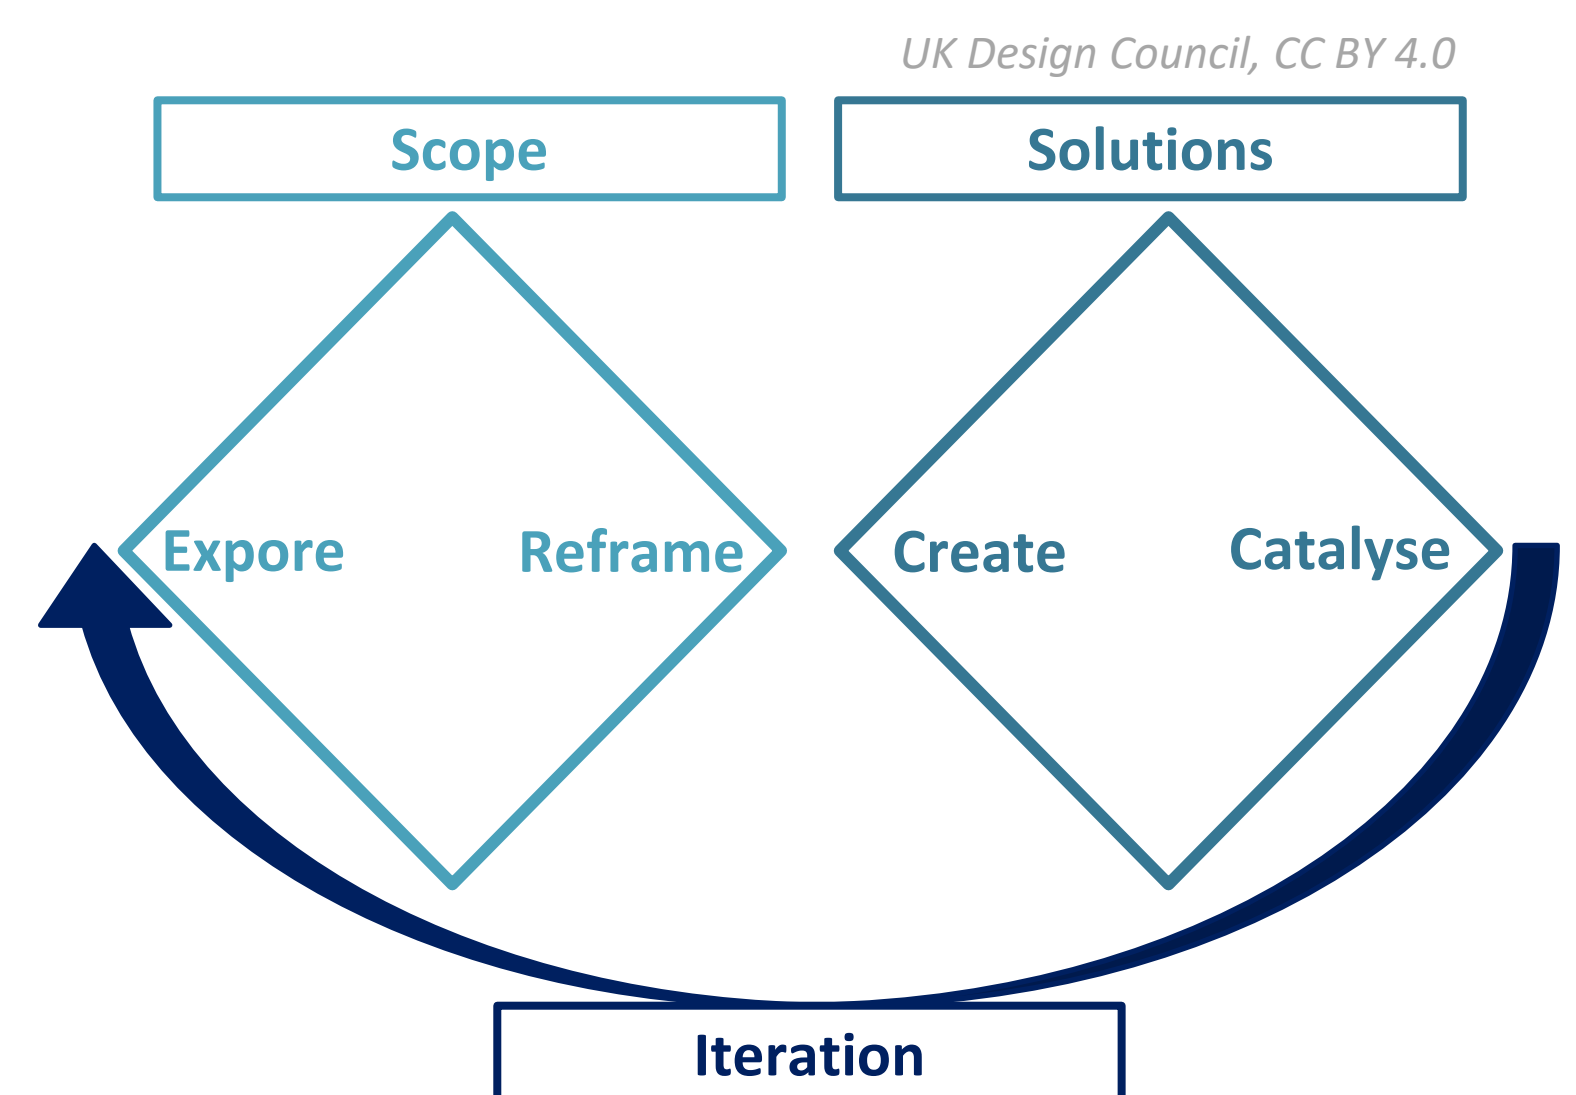 UK Design Council, CC BY 4.0
Scope
Solutions
Expore
Reframe
Create
Catalyse
Iteration